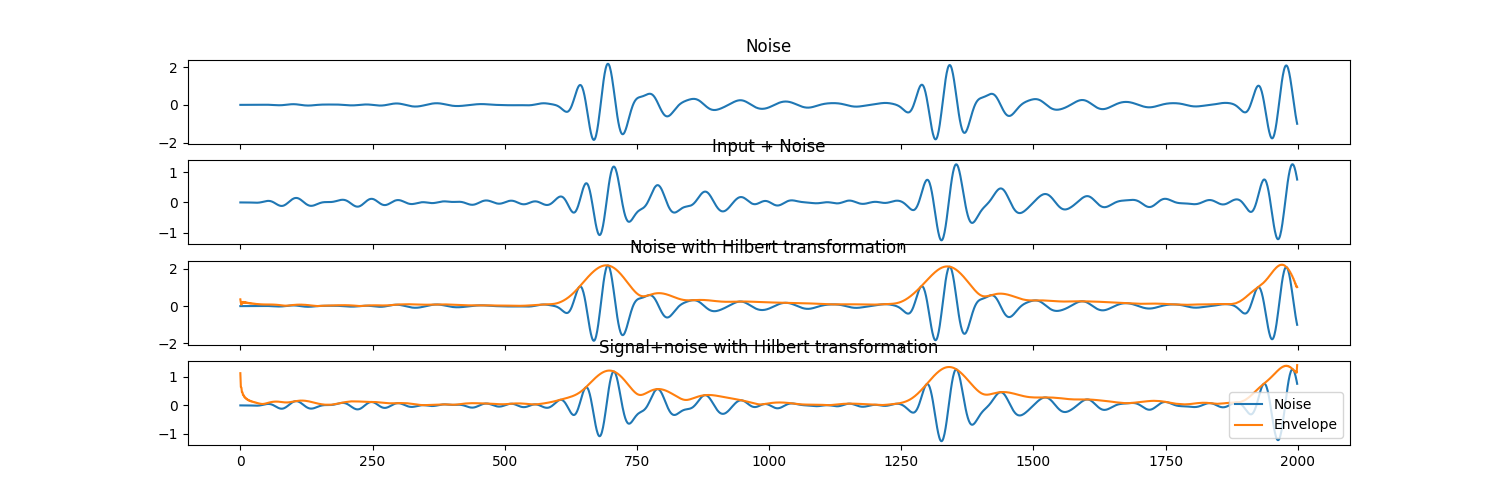 Noise
2
0
−2
Input + Noise
1
0
−1
Noise with Hilbert transformation
2
0
−2
Signal+noise with Hilbert transformation
1
0
−1
Noise
Envelope
0 250 500 750 1000 1250 1500 1750 2000